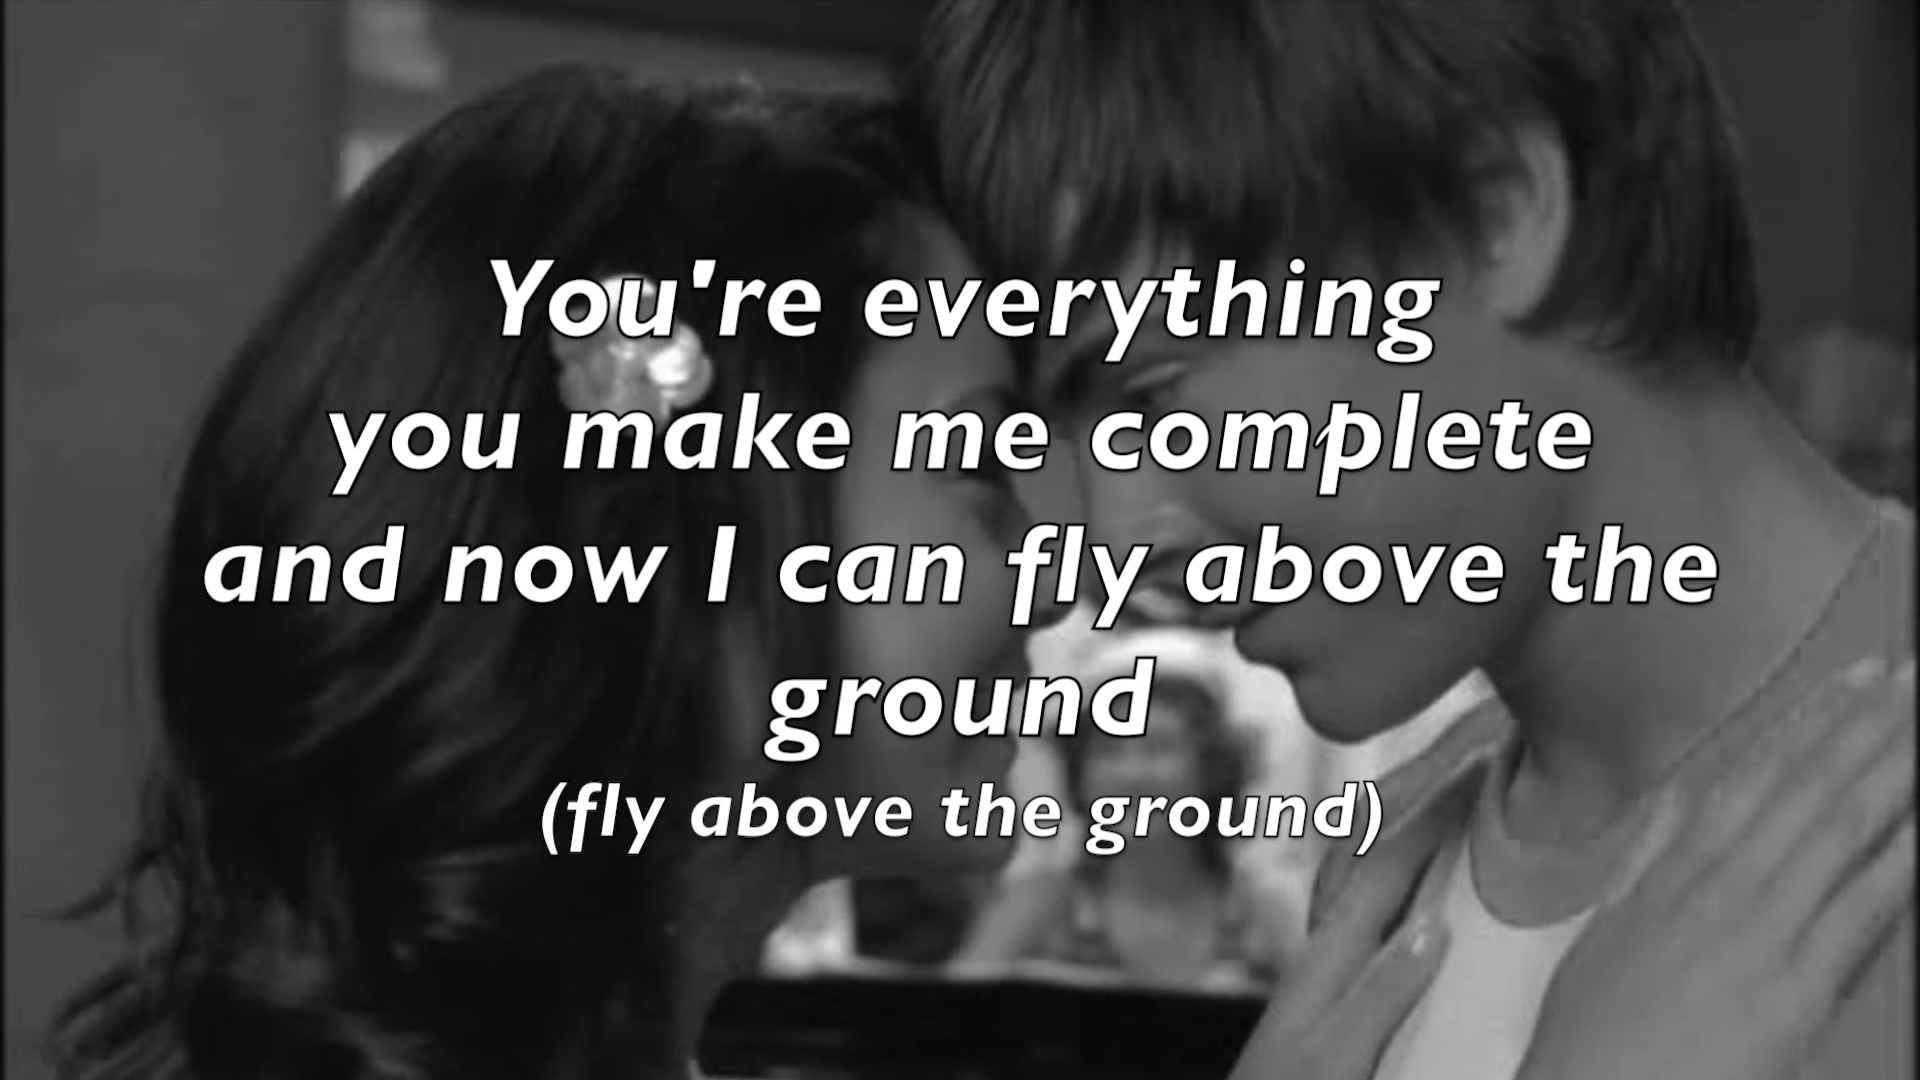 You're everything
you make me complete
and now I can fly above the
ground
(fly above the ground)